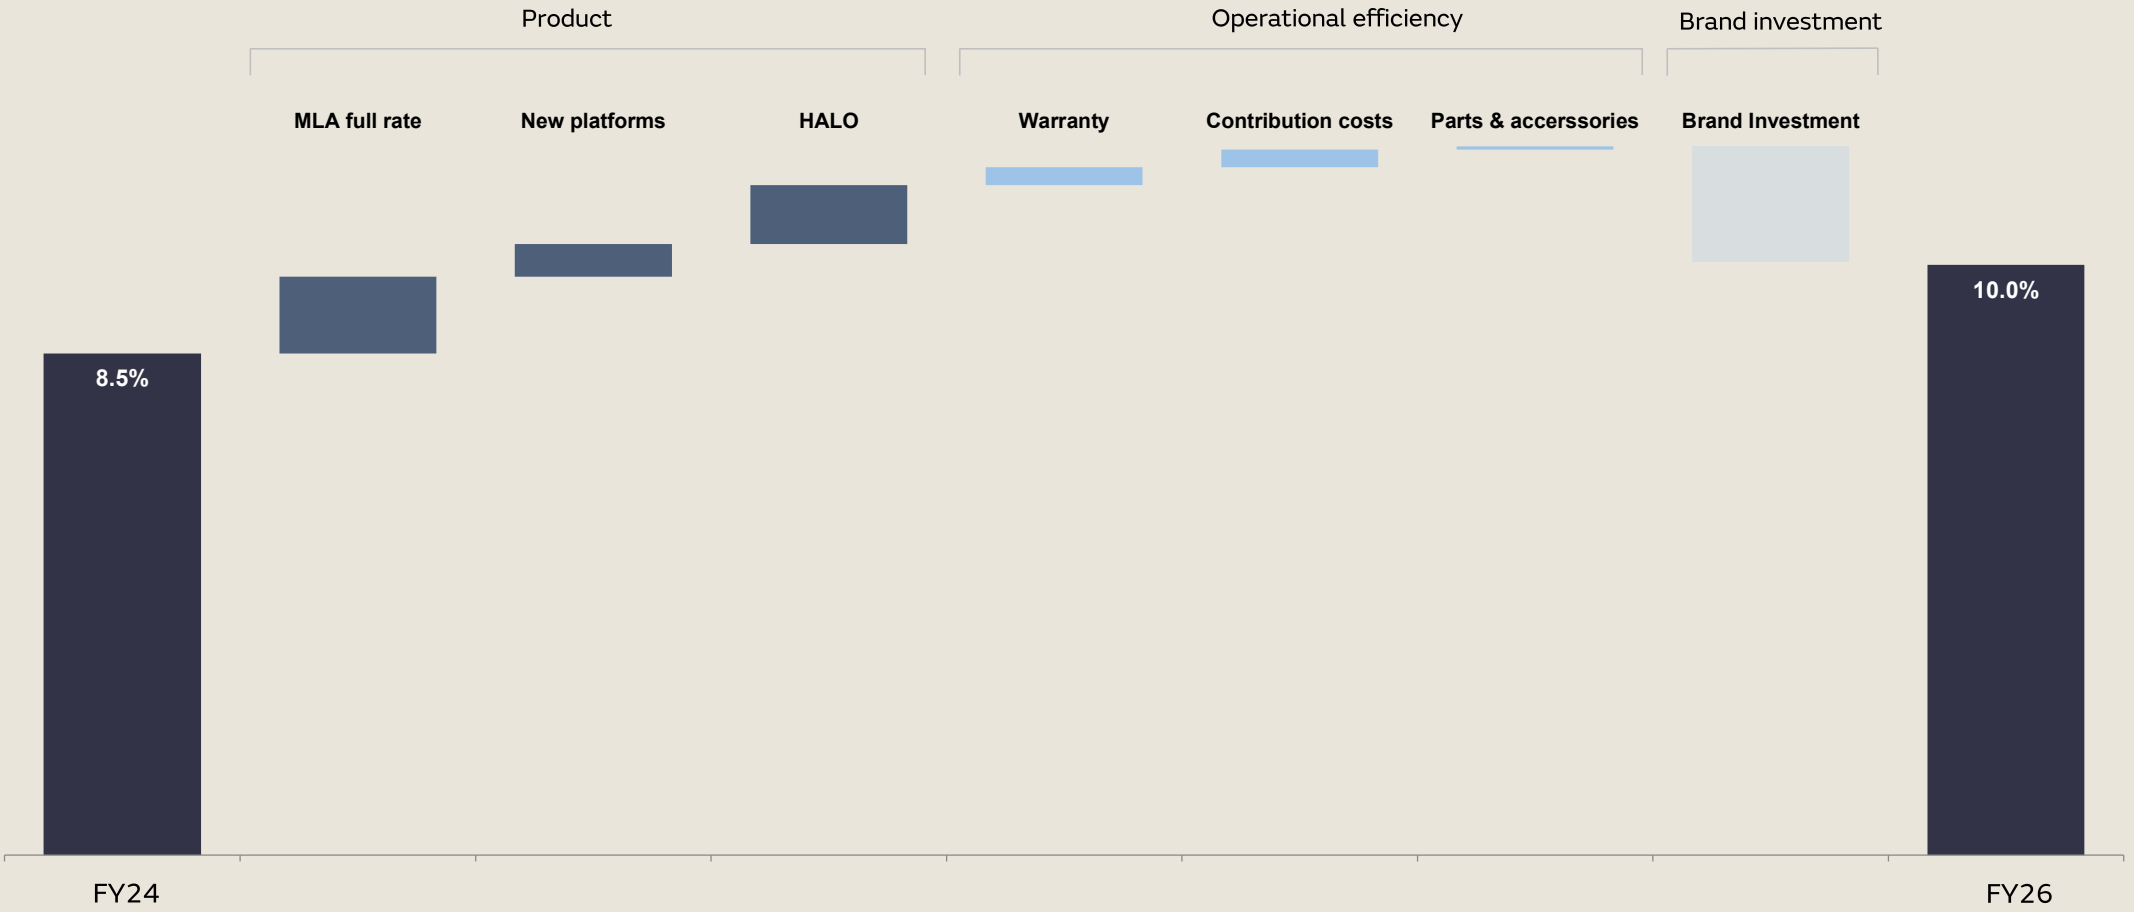 Product
Operational efficiency
Brand investment
MLA full rate
New platforms
HALO
Warranty
Contribution costs
Parts & accerssories
Brand Investment
8.5%
10.0%
FY24
FY26